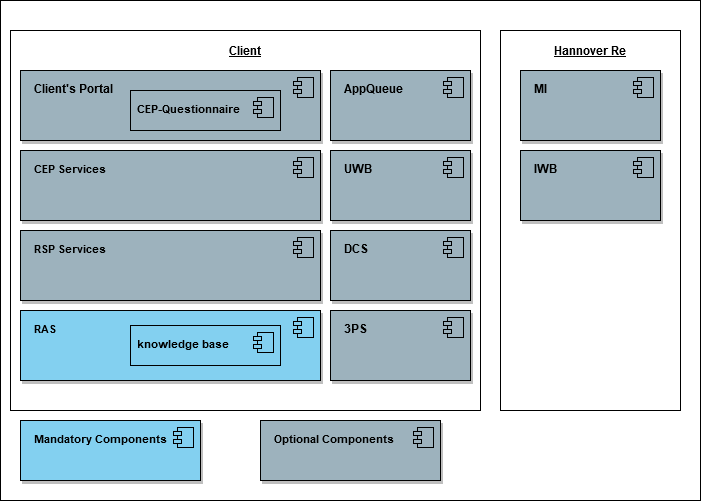 Client
Hannover Re
Client's Portal
CEP-Questionnaire
AppQueue
MI
CEP Services
UWB
IWB
RSP Services
DCS
RAS
knowledge base
3PS
Mandatory Components
Optional Components